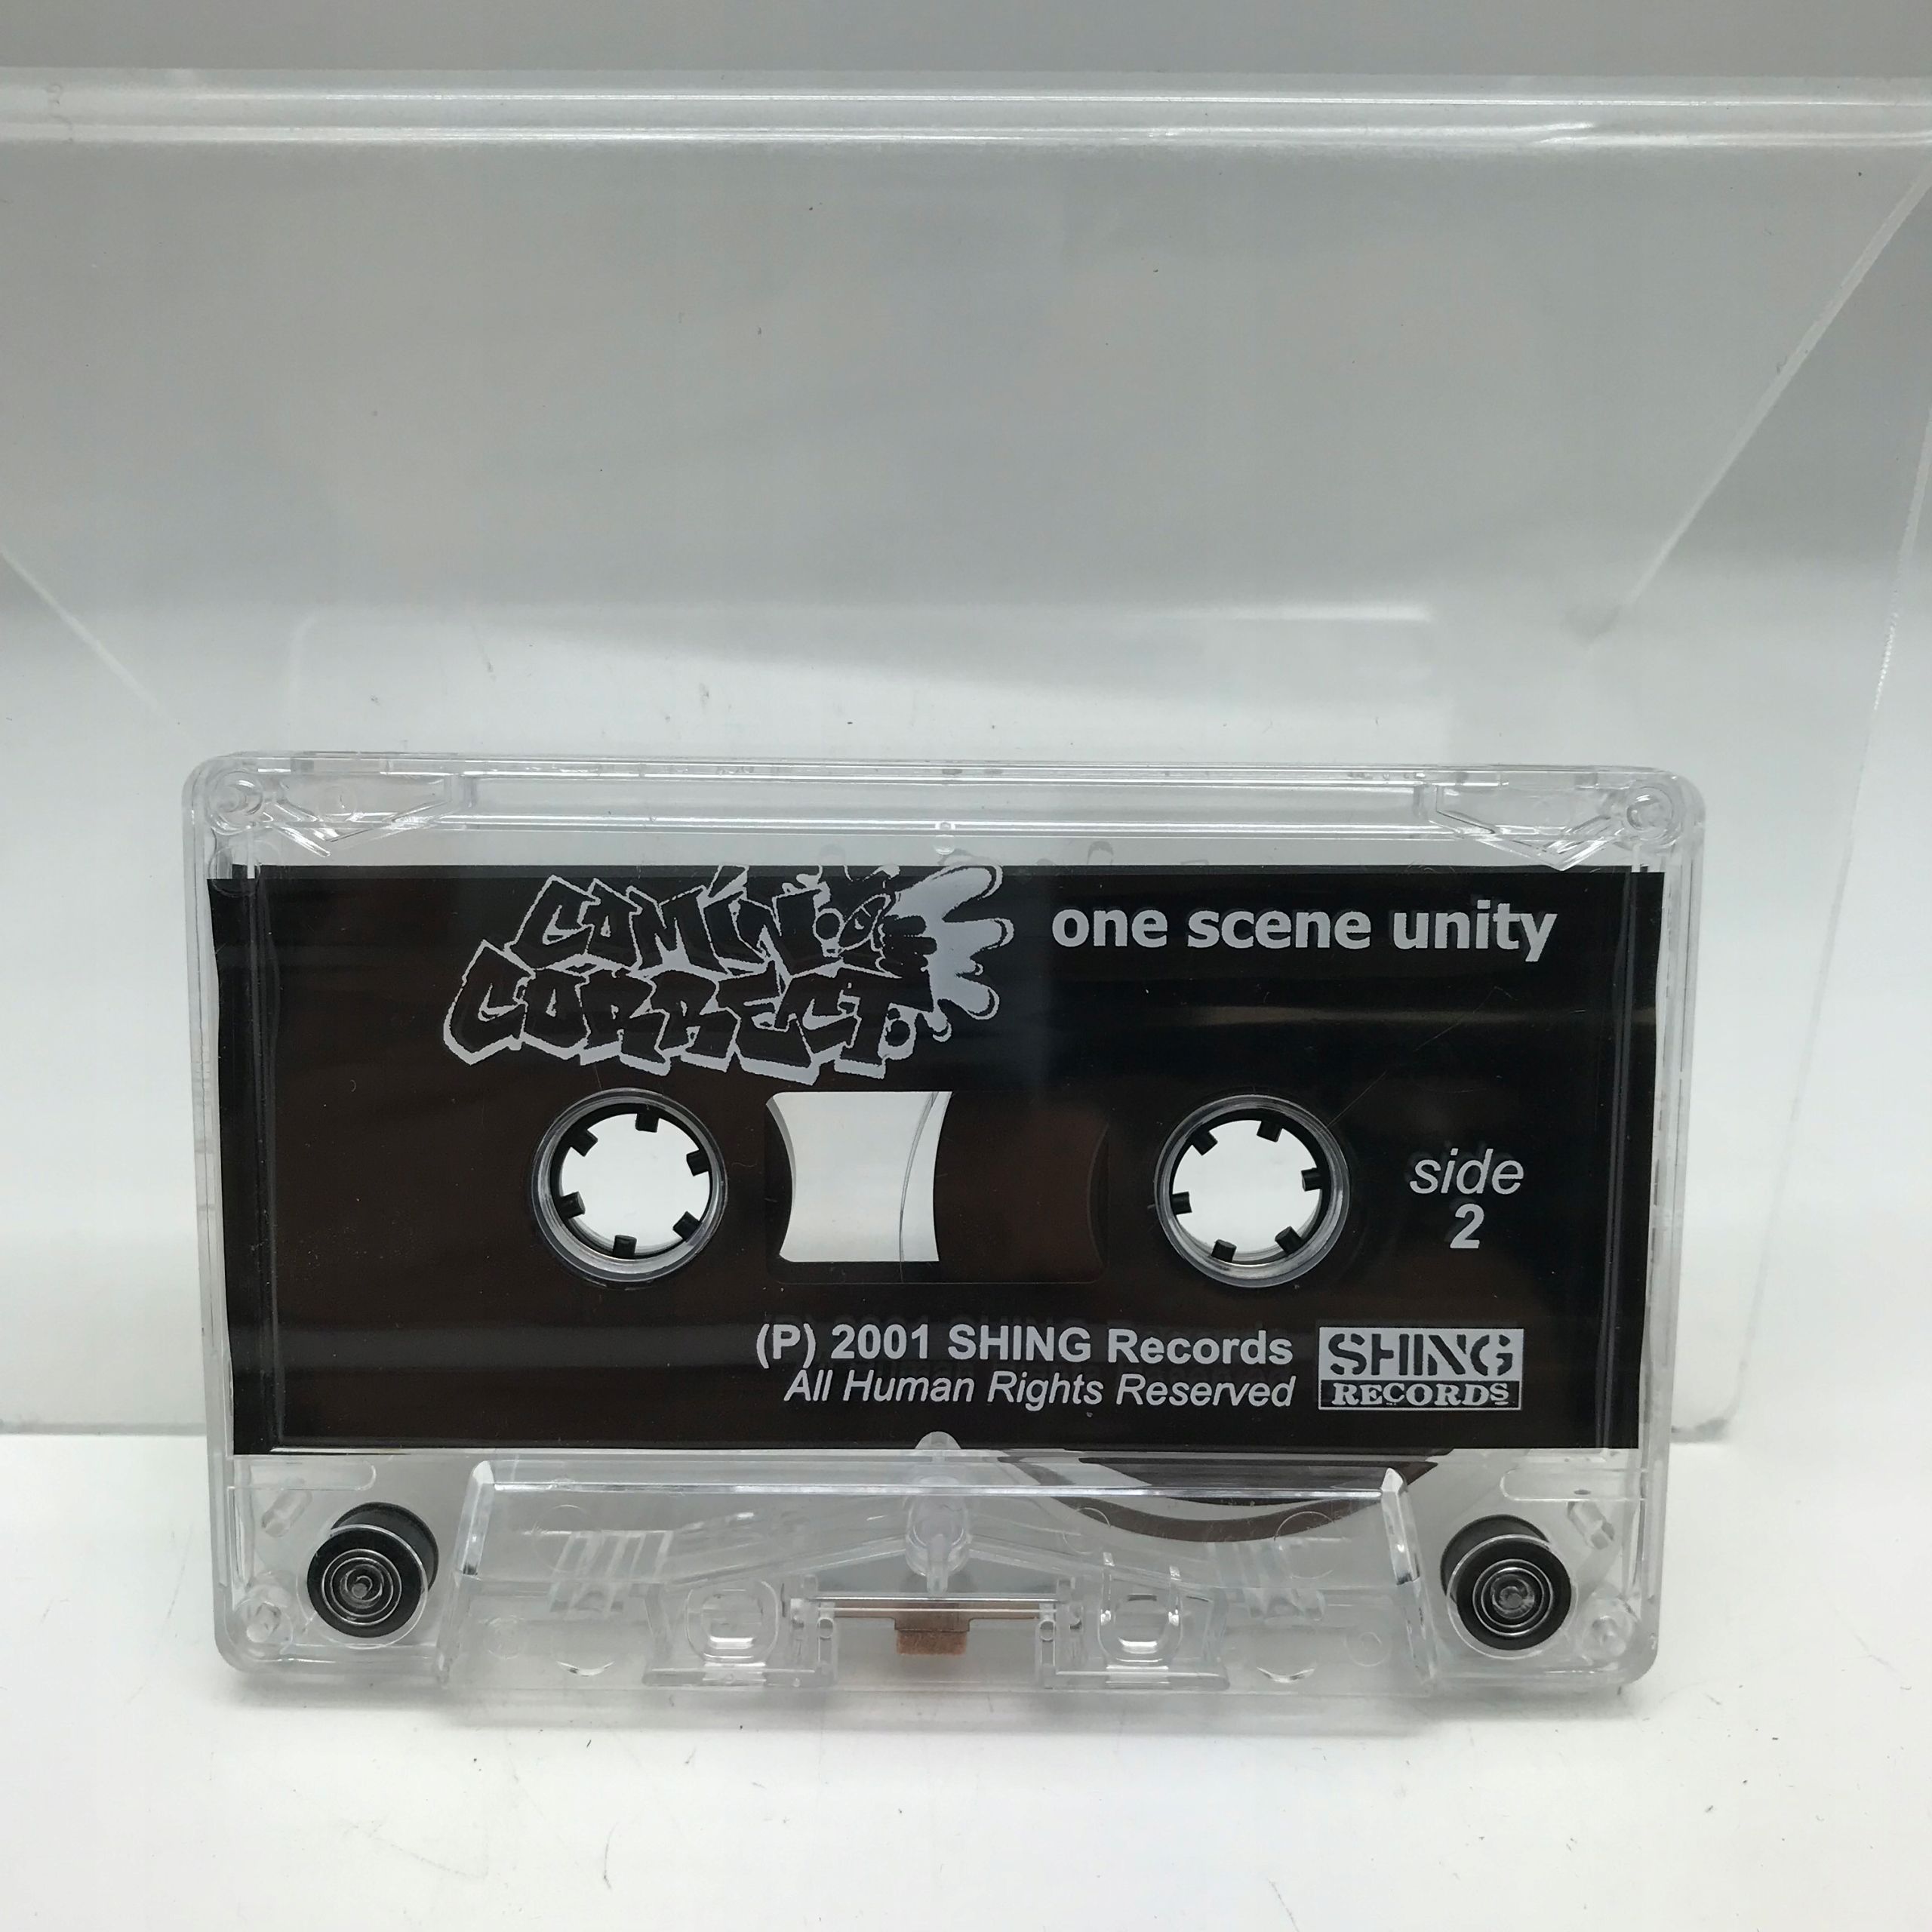 COMIN'
CORRECT
one scene unity
side
2
(P) 2001 SHING Records
All Human Rights Reserved
SHING
RECORDS